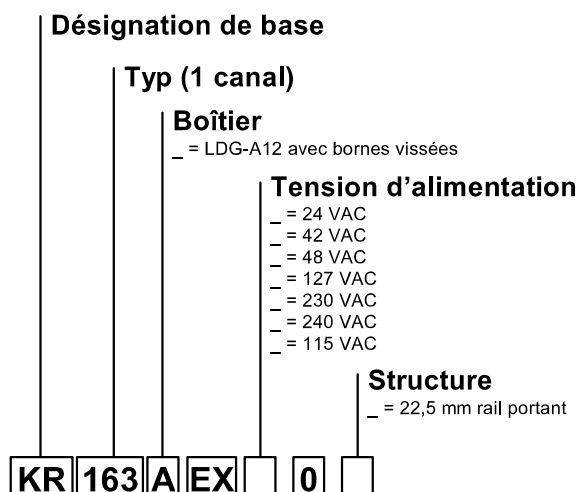 Désignation de base
Typ (1 canal)
Boîtier
_ = LDG-A12 avec bornes vissées
Tension d'alimentation
_ = 24 VAC
_ = 42 VAC
_ = 48 VAC
_ = 127 VAC
_ = 230 VAC
_ = 240 VAC
_ = 115 VAC
Structure
_ = 22,5 mm rail portant
KR 163 A EX 0